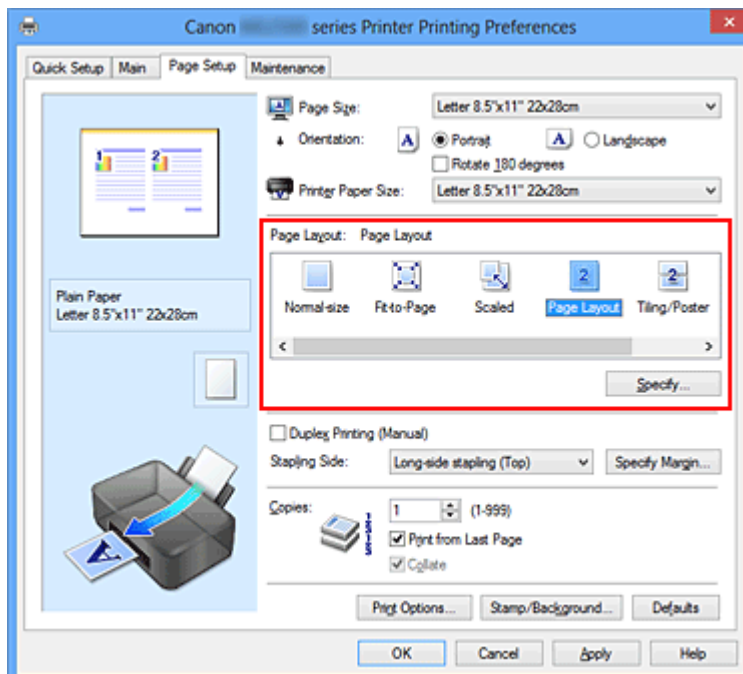 Canon series Printer Printing Preferences
Quick Setup Main Page Setup Maintenance
1 2
Plain Paper
Letter 8.5"x11" 22x28cm
Page Size: Letter 8.5"x11" 22x28cm
Orientation: A Portrait A Landscape
Rotate 180 degrees
Printer Paper Size: Letter 8.5"x11" 22x28cm
Page Layout: Page Layout
2 2
Normal-size Fit-to-Page Scaled Page Layout Tiling/Poster
Specify...
Duplex Printing (Manual)
Stapling Side: Long-side stapling (Top) Specify Margin...
Copies: 1 (1-999)
Print from Last Page
Collate
A
Print Options... Stamp/Background... Defaults
OK Cancel Apply Help